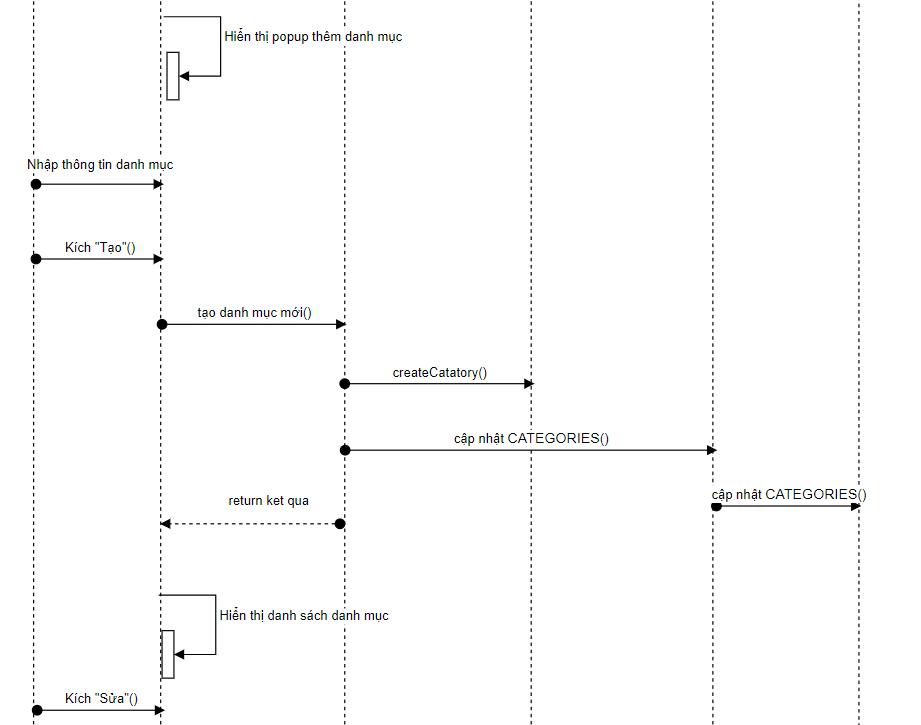 Hiển thị popup thêm danh mục
Nhập thông tin danh mục
Kích "Tạo"()
tạo danh mục mới()
createCatatory()
cập nhật CATEGORIES()
cập nhật CATEGORIES()
return ket qua
Hiển thị danh sách danh mục
Kích "Sửa"()